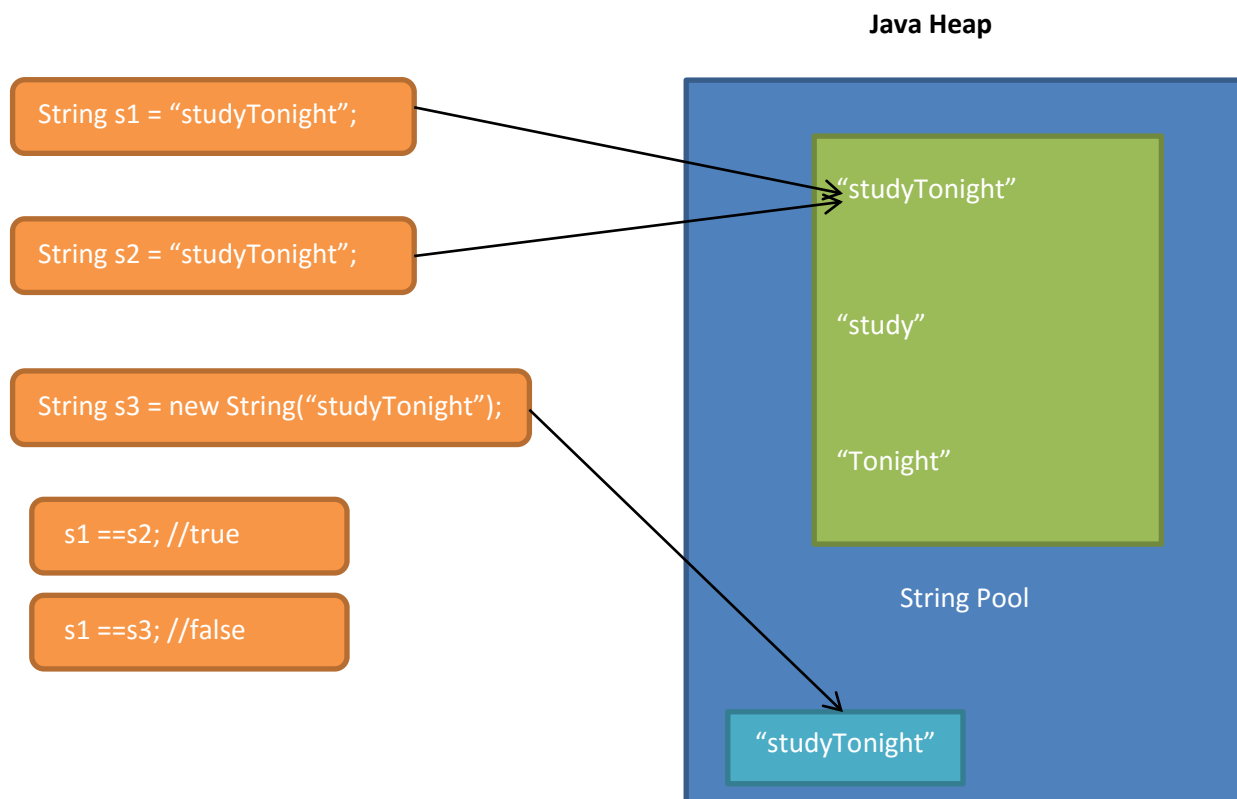 Java Heap
String s1 = “studyTonight”;
String s2 = “studyTonight”;
String s3 = new String(“studyTonight”);
s1 ==s2; //true
s1 ==s3; //false
“studyTonight”
“study”
“Tonight”
String Pool
“studyTonight”